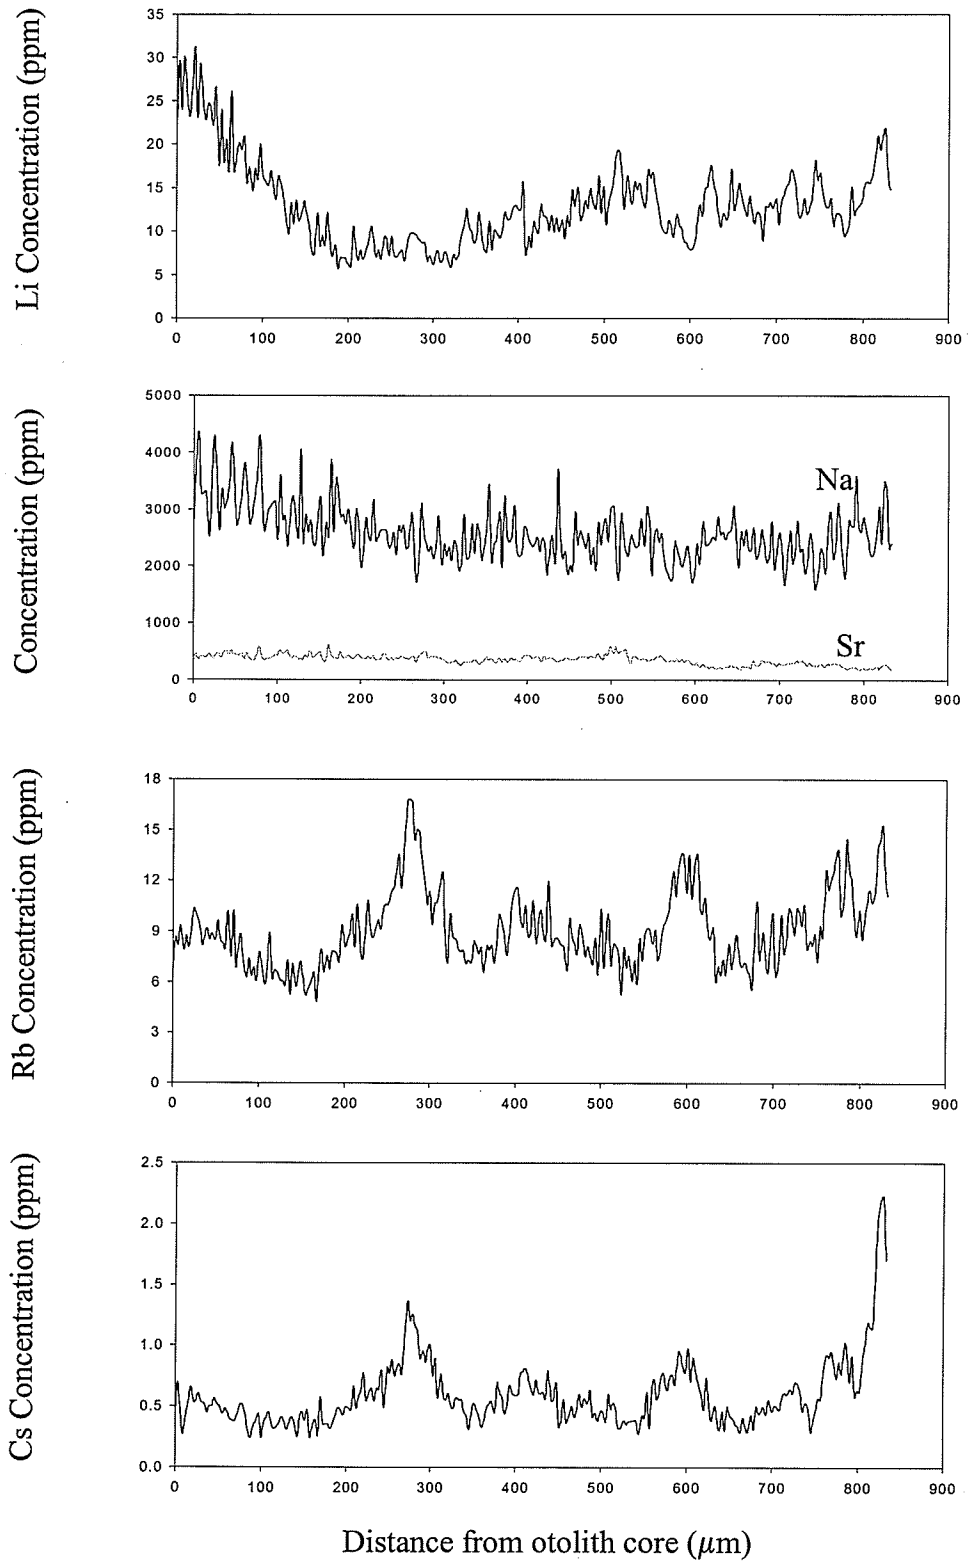 Li Concentration (ppm)
35
30
25
20
15
10
5
0
0 100 200 300 400 500 600 700 800 900
Concentration (ppm)
5000
4000
3000
2000
1000
0
Na
Sr
0 100 200 300 400 500 600 700 800 900
Rb Concentration (ppm)
18
15
12
9
6
3
0
0 100 200 300 400 500 600 700 800 900
Cs Concentration (ppm)
2.5
2.0
1.5
1.0
0.5
0.0
0 100 200 300 400 500 600 700 800 900
Distance from otolith core (μm)